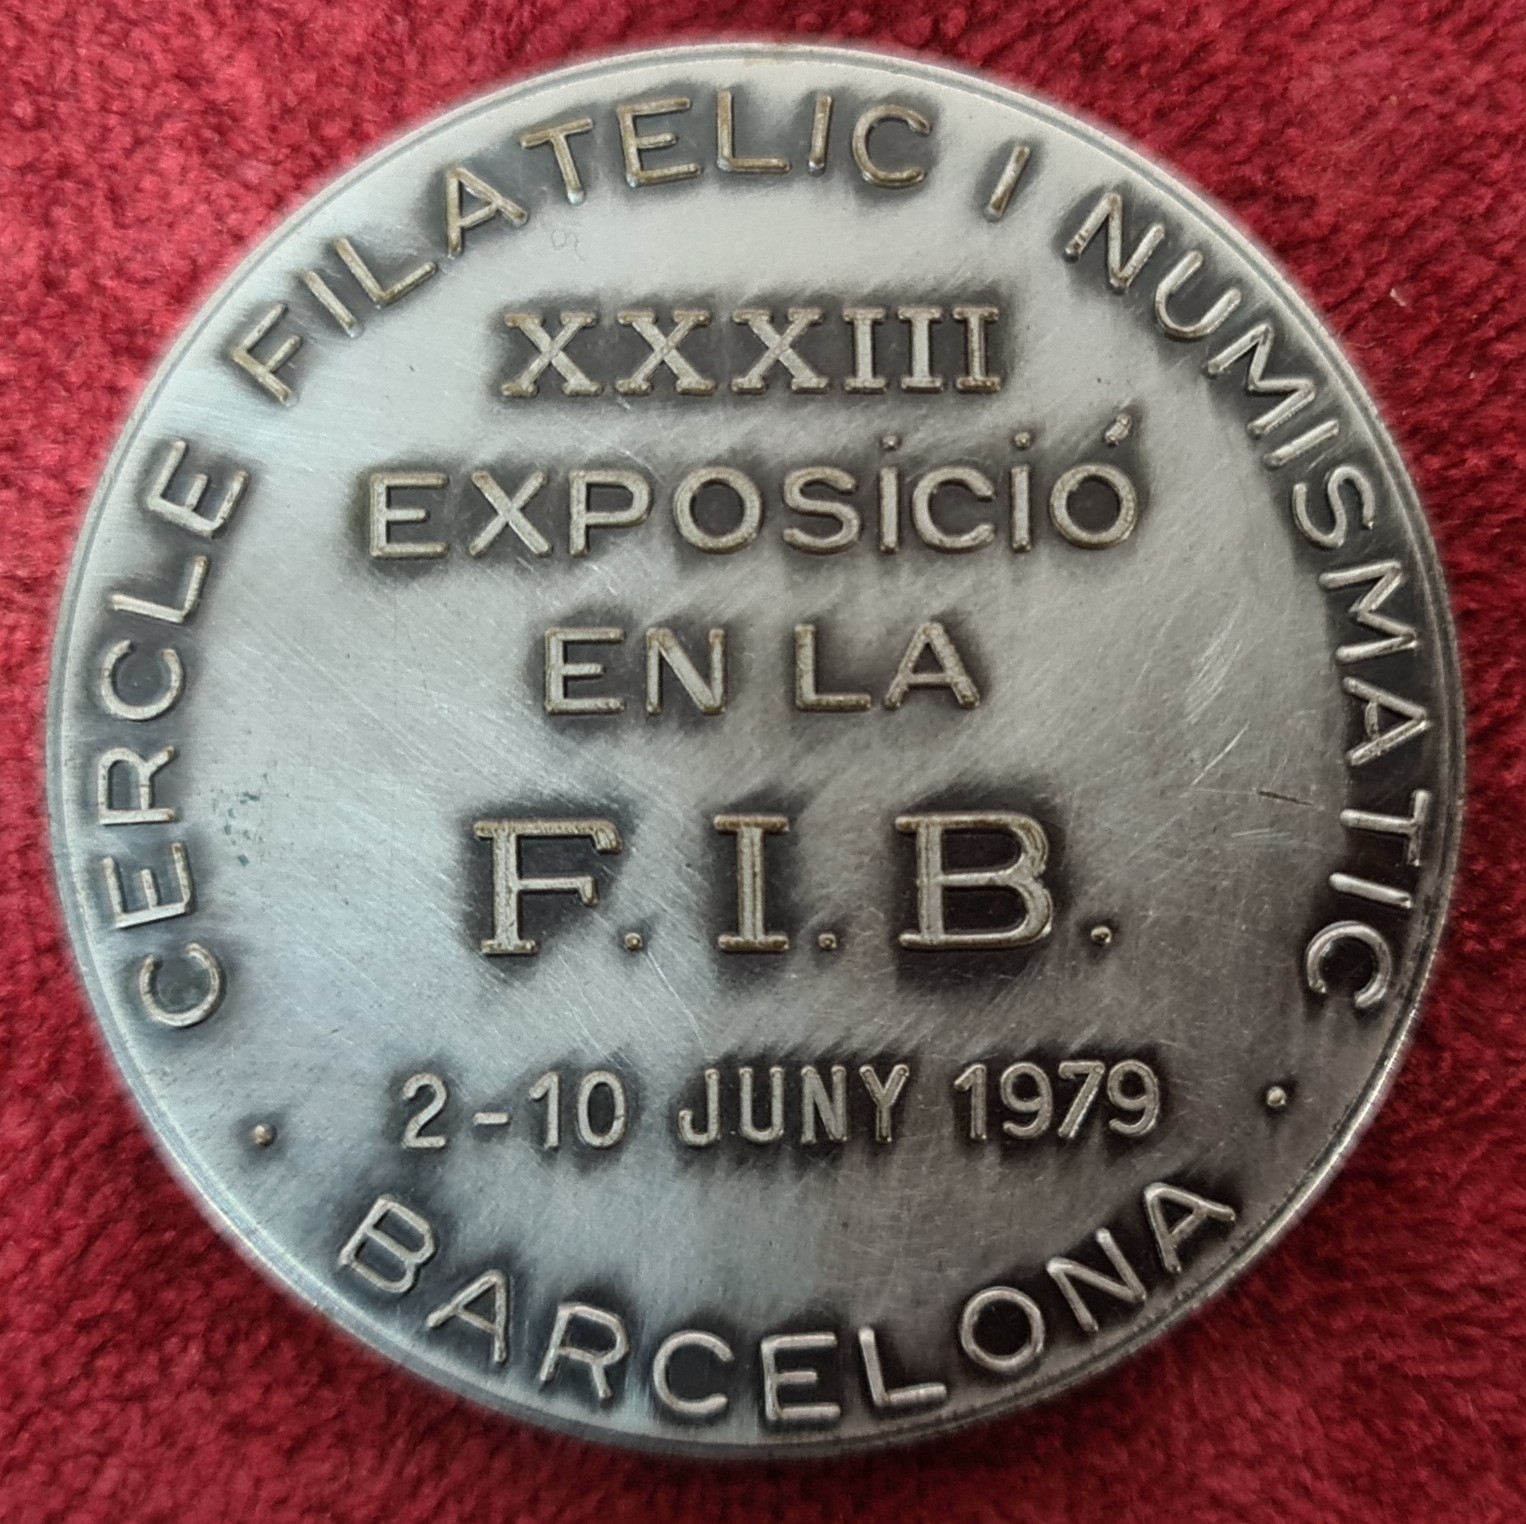 CERCLE FILATELIC I NUMISMATIC
XXXIII
EXPOSiCiÓ
EN LA
F.I.B.
2-10 JUNY 1979
· BARCELONA ·